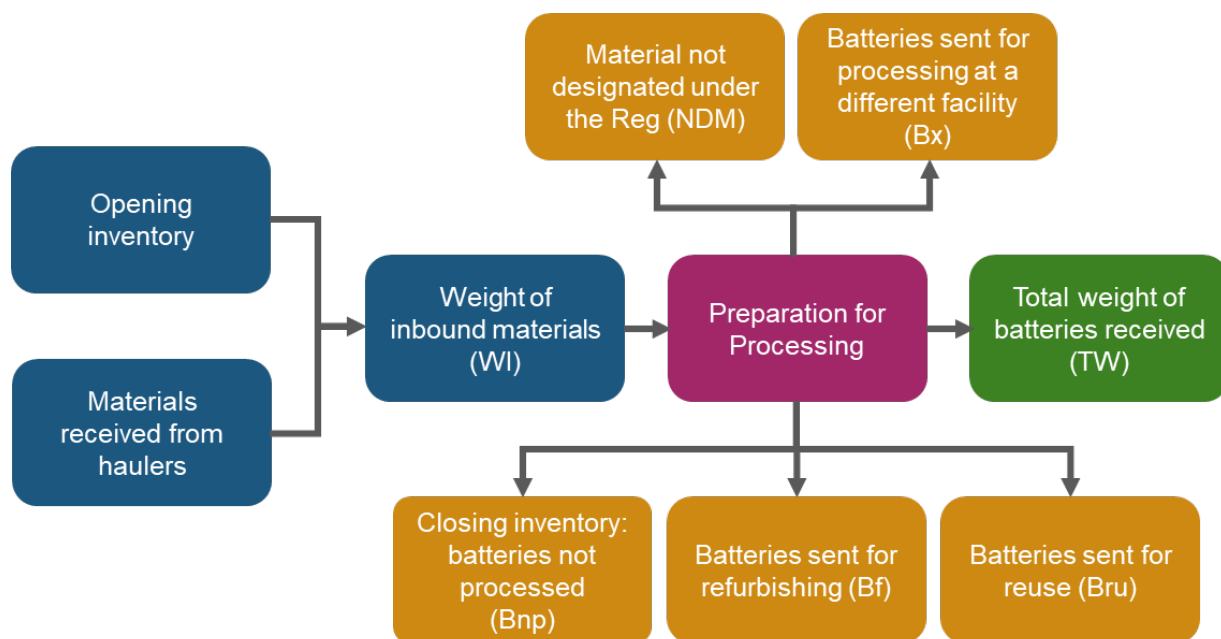 Material not
designated under
the Reg (NDM)
Batteries sent for
processing at a
different facility
(Bx)
Opening
inventory
Materials
received from
haulers
Weight of
inbound materials
(WI)
Preparation for
Processing
Total weight of
batteries received
(TW)
Closing inventory:
batteries not
processed
(Bnp)
Batteries sent for
refurbishing (Bf)
Batteries sent for
reuse (Bru)